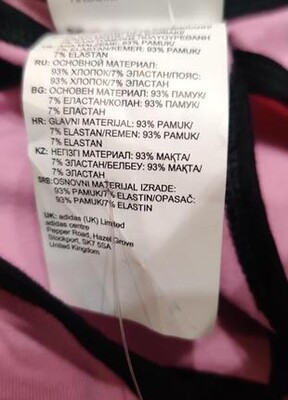 7% ELASTAN
RU: ОСНОВНОЙ МАТЕРИАЛ:
93% ХЛОПОК/7% ЭЛАСТАН/ПОЯС:
93% ХЛОПОК/7% ЭЛАСТАН
BG: ОСНОВЕН МАТЕРИАЛ: 93% ПАМУК/
7% ЕЛАСТАН/КОЛАН: 93% ПАМУК/
7% ЕЛАСТАН
HR: GLAVNI MATERIJAL: 93% PAMUK/
7% ELASTAN/REMEN: 93% PAMUK/
7% ELASTAN
KZ: НЕГІЗГІ МАТЕРИАЛ: 93% МАҚТА/
7% ЭЛАСТАН/БЕЛБЕУ: 93% МАҚТА/
7% ЭЛАСТАН
SRB: OSNOVNI MATERIJAL IZRADE:
93% PAMUK/7% ELASTIN/OPASAČ:
93% PAMUK/7% ELASTIN
UK: adidas (UK) Limited
adidas centre
Pepper Road, Hazel Grove
Stockport, SK7 5SA
United Kingdom